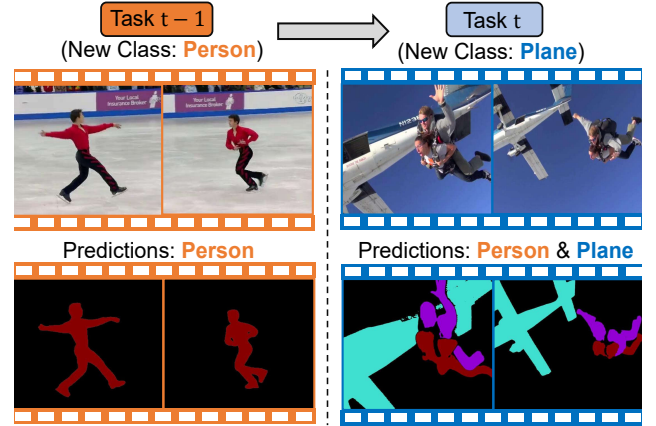 Task t − 1
(New Class: Person)
Your Local
Insurance Broker
Your Local
Insurance Broker
Predictions: Person
Task t
(New Class: Plane)
Predictions: Person & Plane